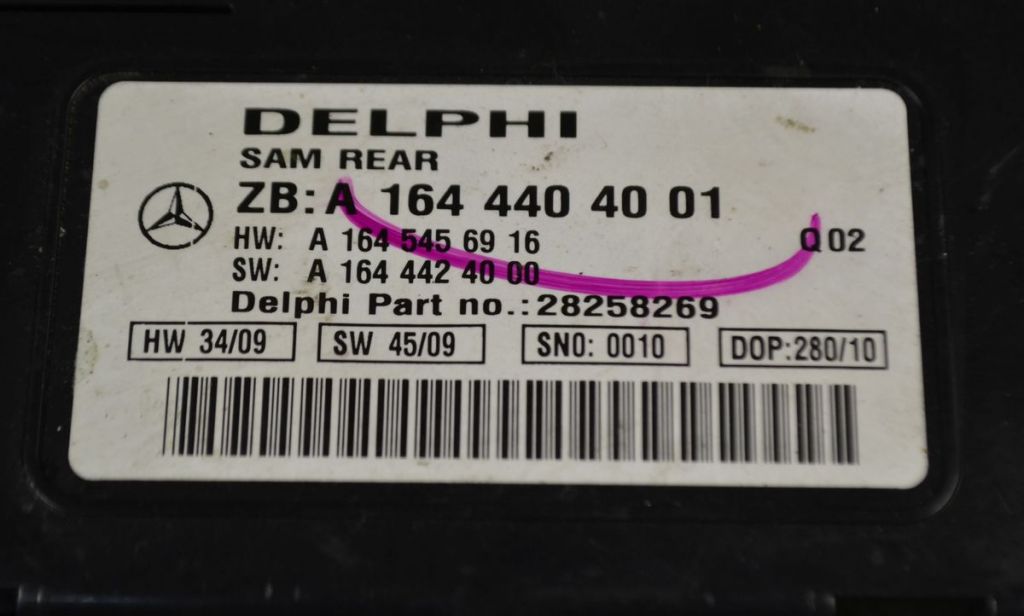 DELPHI
SAM REAR
ZB: A 164 440 40 01
HW: A 164 545 69 16 Q02
SW: A 164 442 40 00
Delphi Part no.: 28258269
HW 34/09 SW 45/09 SNO: 0010 DOP:280/10